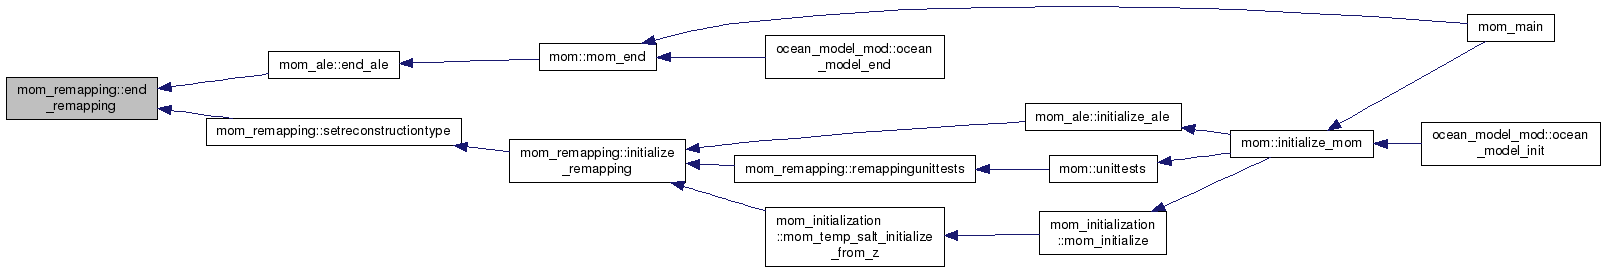 mom_remapping::end
_remapping
mom_ale::end_ale
mom_remapping::setreconstructiontype
mom::mom_end
mom_remapping::initialize
_remapping
ocean_model_mod::ocean
_model_end
mom_remapping::remappingunittests
mom_initialization
::mom_temp_salt_initialize
_from_z
mom_ale::initialize_ale
mom::unittests
mom_initialization
::mom_initialize
mom::initialize_mom
mom_main
ocean_model_mod::ocean
_model_init